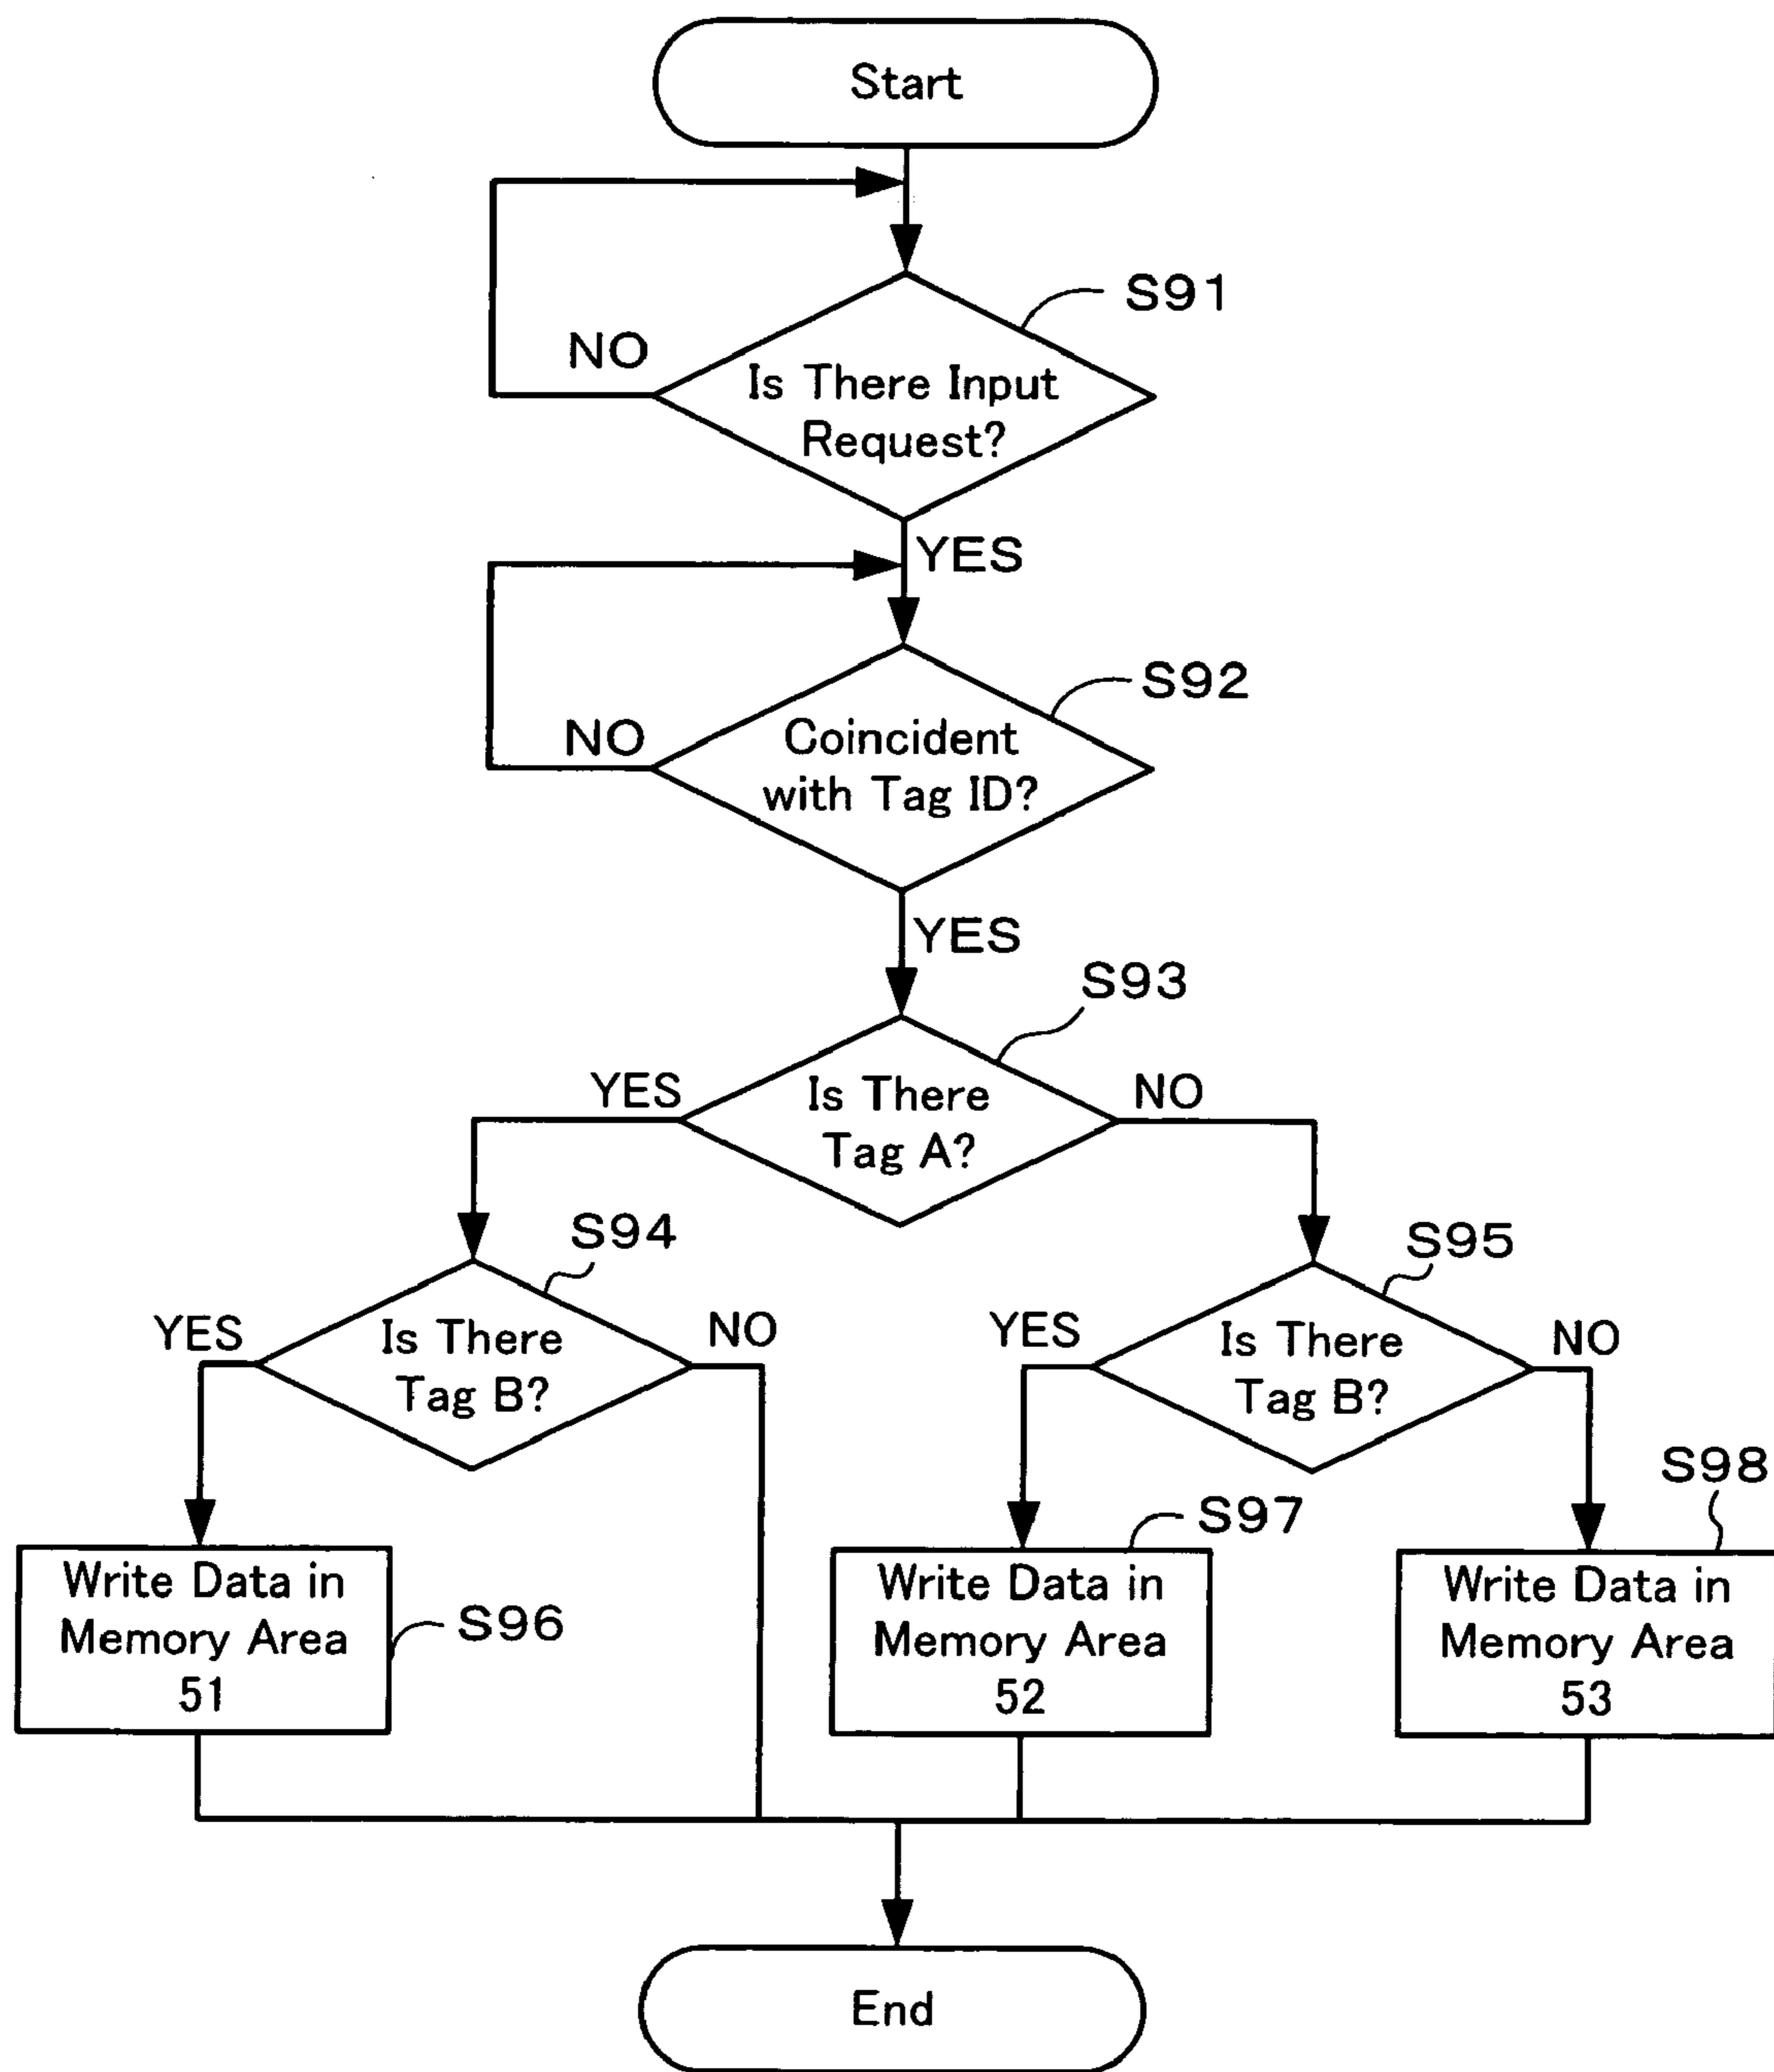 Start
S91
NO
Is There Input
Request?
YES
S92
NO
Coincident
with Tag ID?
YES
S93
YES
Is There
Tag A?
NO
S94
YES
Is There
Tag B?
NO
S95
YES
Is There
Tag B?
NO
Write Data in
Memory Area
51
S96
S97
Write Data in
Memory Area
52
S98
Write Data in
Memory Area
53
End